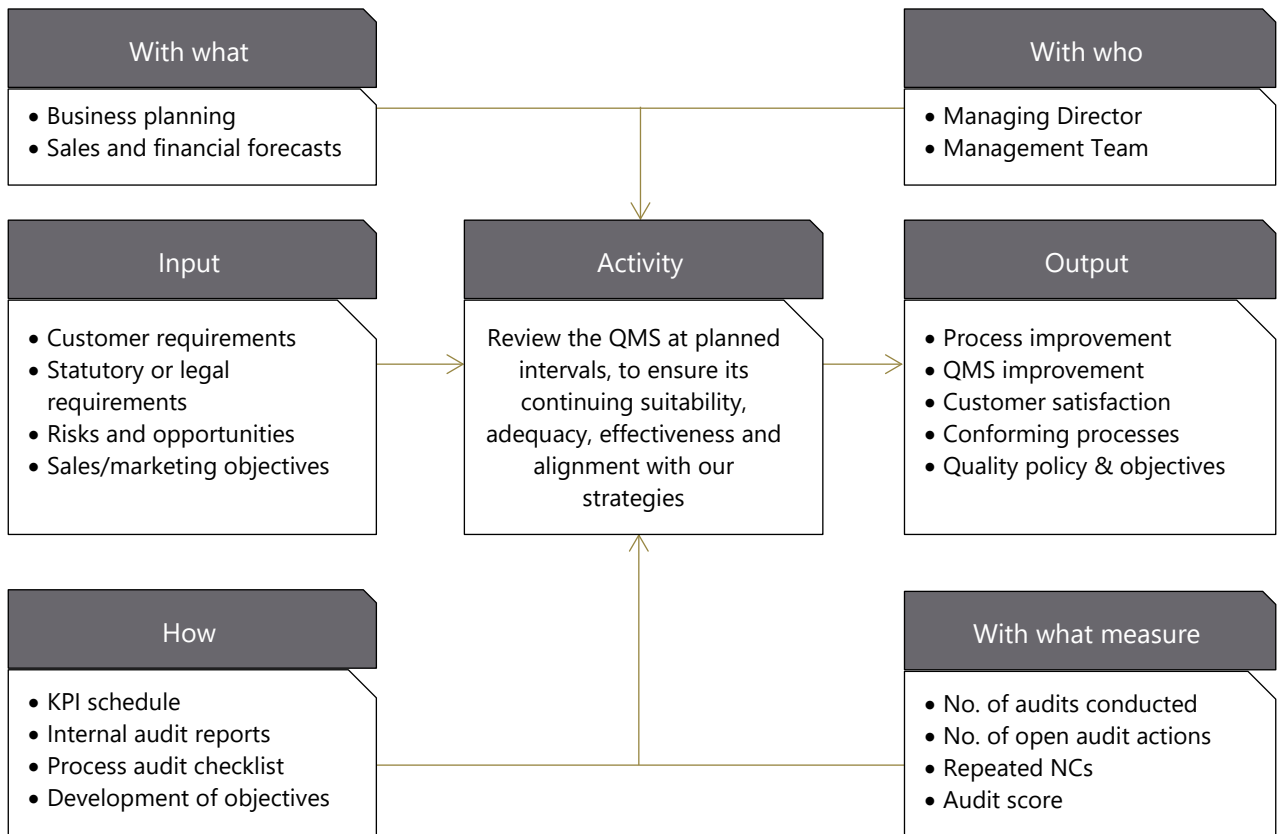 With what
• Business planning
• Sales and financial forecasts
With who
• Managing Director
• Management Team
Input
• Customer requirements
• Statutory or legal
requirements
• Risks and opportunities
• Sales/marketing objectives
Activity
Review the QMS at planned
intervals, to ensure its
continuing suitability,
adequacy, effectiveness and
alignment with our
strategies
Output
• Process improvement
• QMS improvement
• Customer satisfaction
• Conforming processes
• Quality policy & objectives
How
• KPI schedule
• Internal audit reports
• Process audit checklist
• Development of objectives
With what measure
• No. of audits conducted
• No. of open audit actions
• Repeated NCs
• Audit score